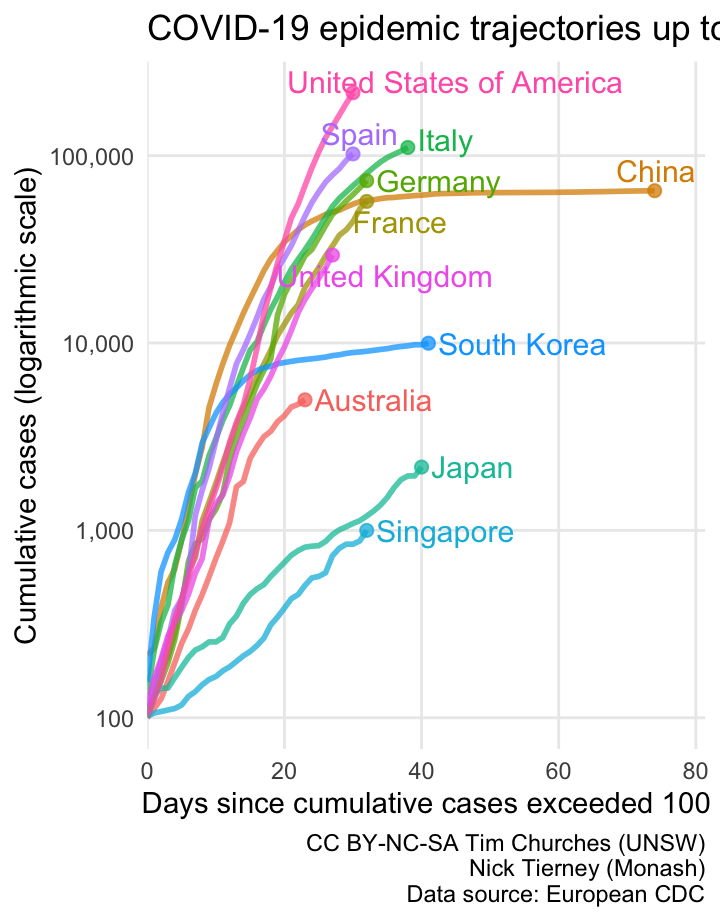 COVID-19 epidemic trajectories up to
United States of America
Spain
Italy
100,000
China
Germany
France
United Kingdom
10,000
South Korea
Australia
Japan
1,000
Singapore
100
Cumulative cases (logarithmic scale)
0 20 40 60 80
Days since cumulative cases exceeded 100
CC BY-NC-SA Tim Churches (UNSW)
Nick Tierney (Monash)
Data source: European CDC